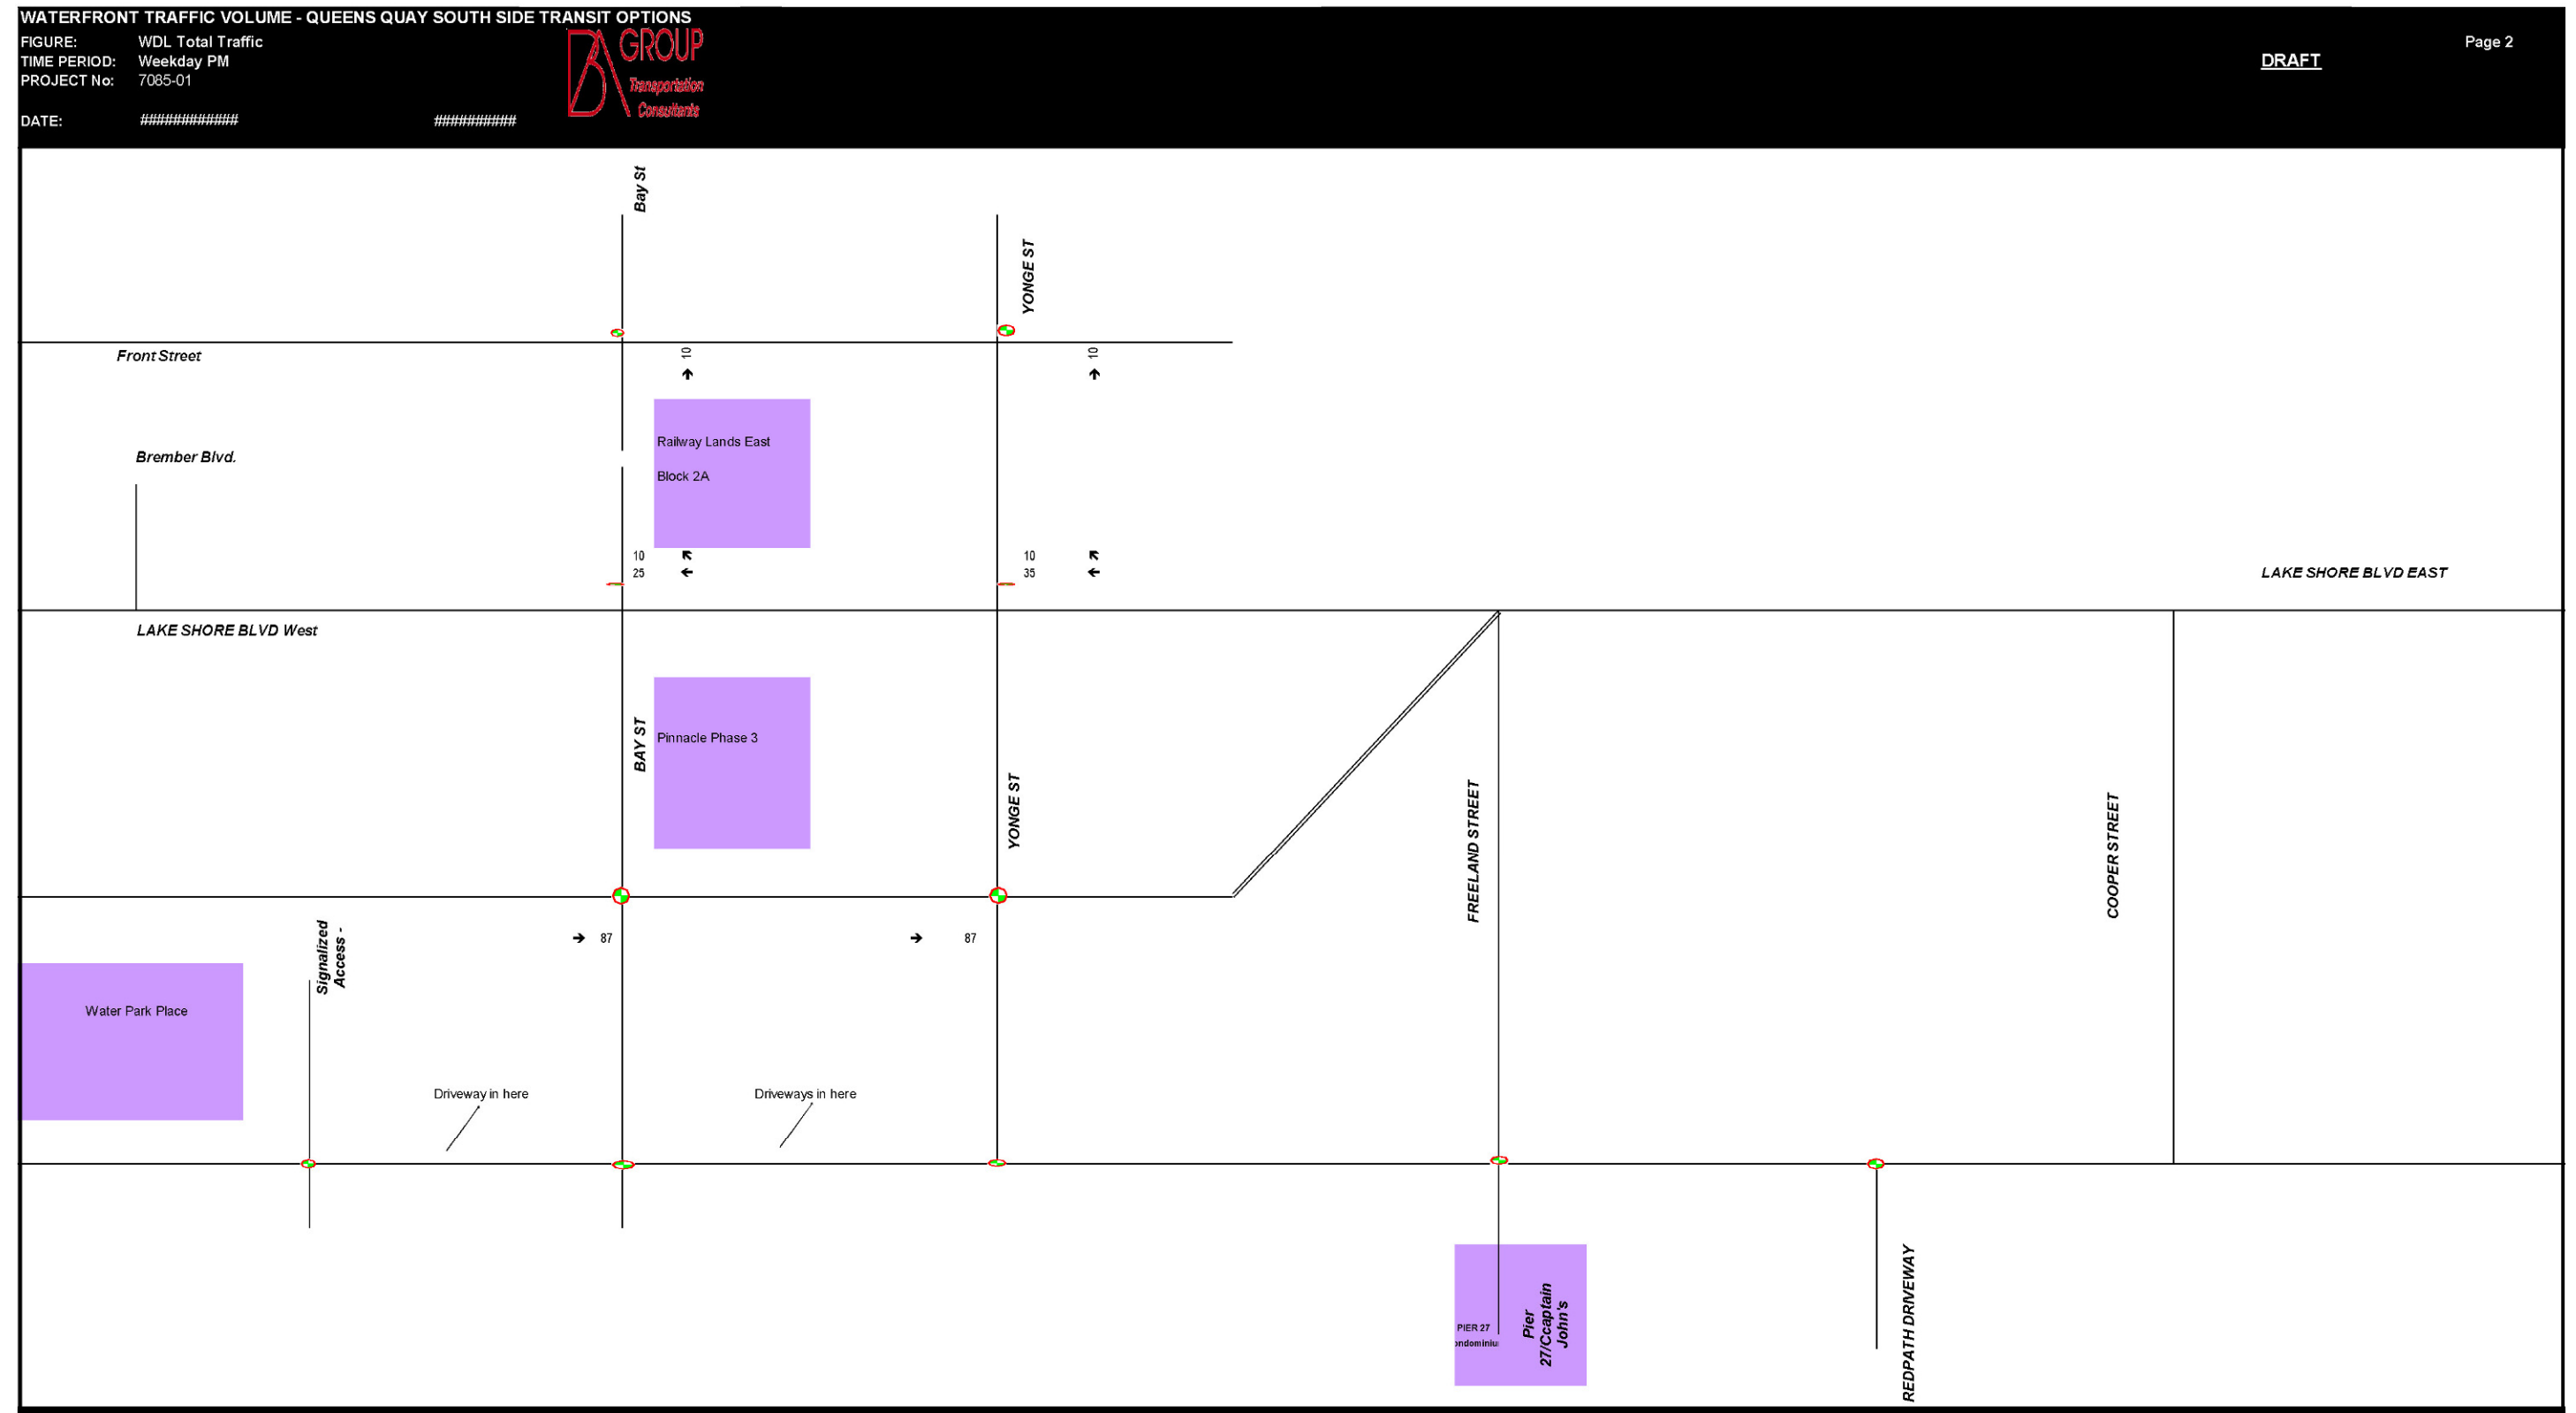 WATERFRONT TRAFFIC VOLUME - QUEENS QUAY SOUTH SIDE TRANSIT OPTIONS
FIGURE: WDL Total Traffic
TIME PERIOD: Weekday PM
PROJECT No: 7085-01
DATE: ############ ##########
BA GROUP
Transportation
Consultants
DRAFT
Page 2
Bay St
YONGE ST
Front Street
10
10
Brember Blvd.
Railway Lands East
Block 2A
10
25
10
35
LAKE SHORE BLVD EAST
LAKE SHORE BLVD West
BAY ST
Pinnacle Phase 3
YONGE ST
FREELAND STREET
COOPER STREET
Signalized
Access -
87
87
Water Park Place
Driveway in here
Driveways in here
PIER 27
ondominiu
Pier
27/Ccaptain
John's
REDPATH DRIVEWAY